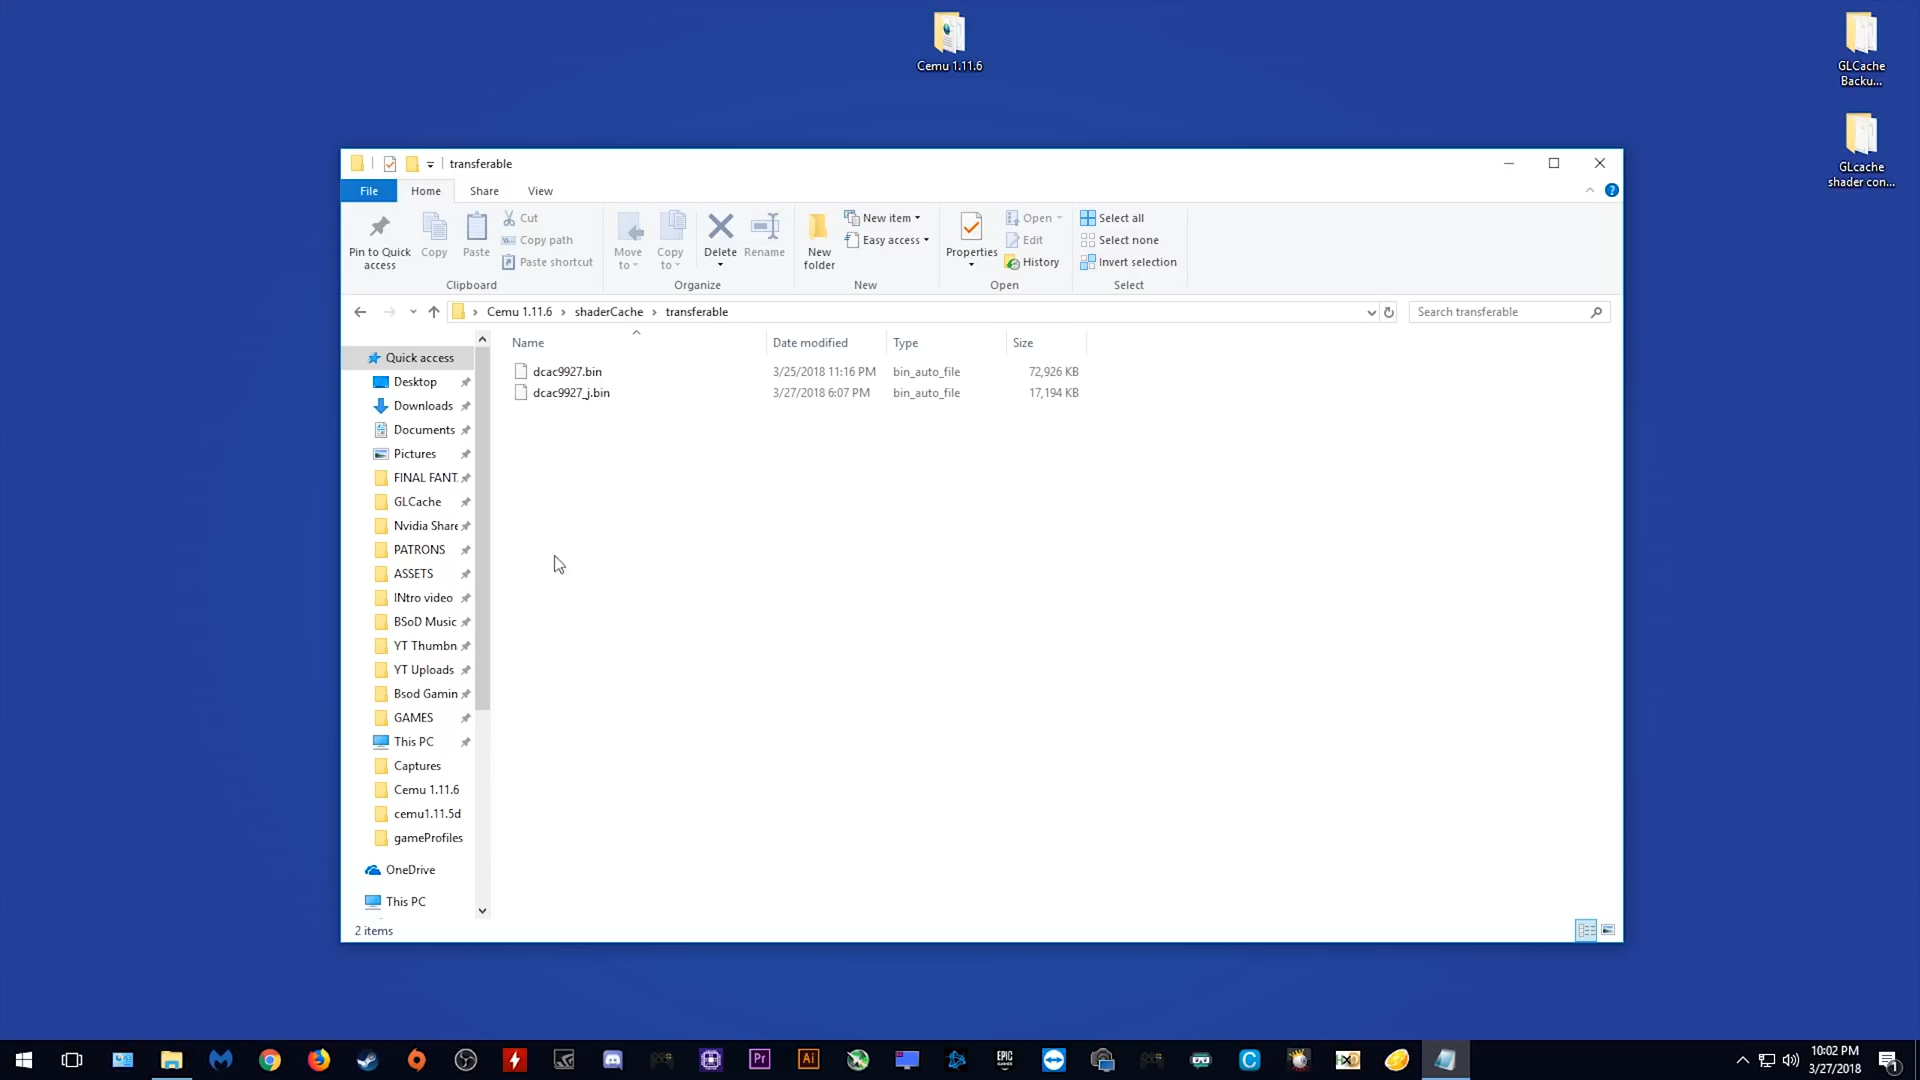 Cemu 1.11.6
GLCache
Backu...
GLcache
shader con...
transferable
File
Home
Share
View
Pin to Quick
access
Copy
Paste
Cut
Copy path
Paste shortcut
Clipboard
Move
to
Copy
to
Delete
Rename
Organize
New
folder
New item
Easy access
New
Properties
Open
Edit
History
Open
Select all
Select none
Invert selection
Select
Cemu 1.11.6 › shaderCache › transferable
Search transferable
Name
Date modified
Type
Size
dcac9927.bin 3/25/2018 11:16 PM bin_auto_file 72,926 KB
dcac9927_j.bin 3/27/2018 6:07 PM bin_auto_file 17,194 KB
Quick access
Desktop
Downloads
Documents
Pictures
FINAL FANT.
GLCache
Nvidia Share
PATRONS
ASSETS
INtro video
BSoD Music
YT Thumbn
YT Uploads
Bsod Gamin
GAMES
This PC
Captures
Cemu 1.11.6
cemu1.11.5d
gameProfiles
OneDrive
This PC
2 items
Pr
Ai
EPIC
GAMES
C
10:02 PM
3/27/2018
1